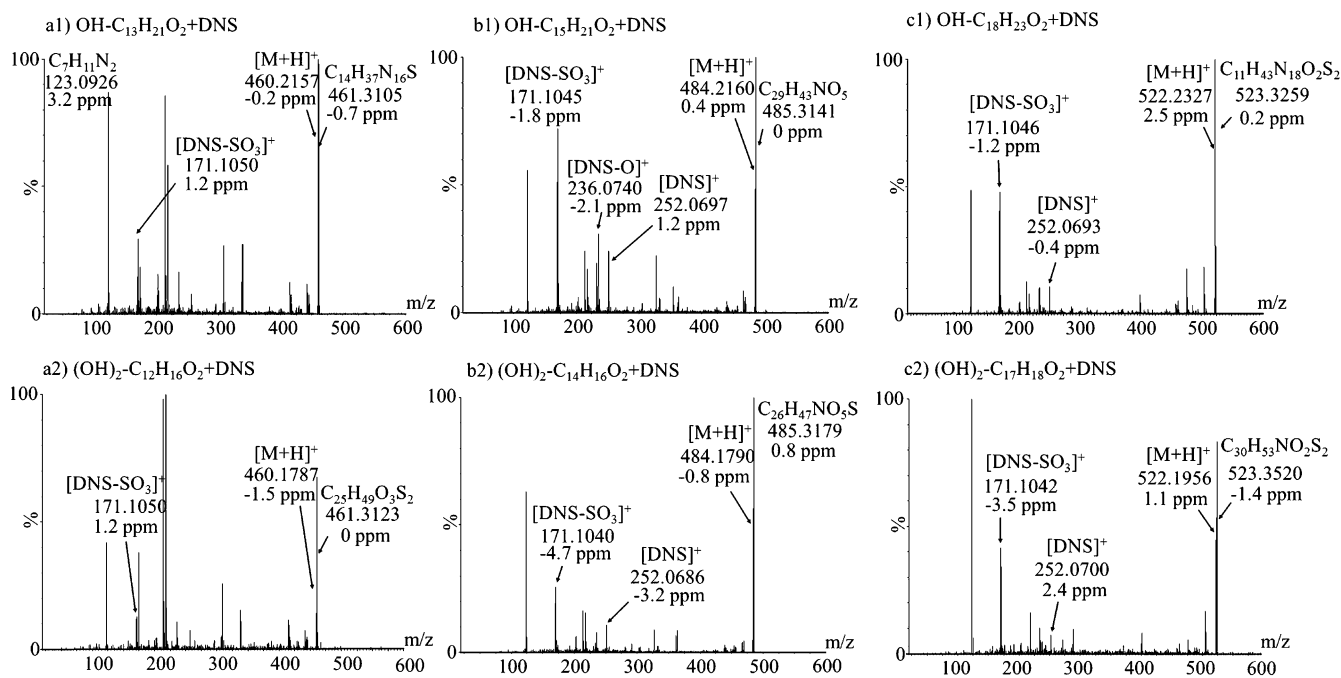 a1) OH-C₁₃H₂₁O₂+DNS
100
%
0
C₇H₁₁N₂
123.0926
3.2 ppm
[DNS-SO₃]⁺
171.1050
1.2 ppm
[M+H]⁺
460.2157
-0.2 ppm
C₁₄H₃₇N₁₆S
461.3105
-0.7 ppm
m/z
100 200 300 400 500 600
b1) OH-C₁₅H₂₁O₂+DNS
100
%
0
[DNS-SO₃]⁺
171.1045
-1.8 ppm
[DNS-O]⁺
236.0740
-2.1 ppm
[DNS]⁺
252.0697
1.2 ppm
[M+H]⁺
484.2160
0.4 ppm
C₂₉H₄₃NO₅
485.3141
0 ppm
m/z
100 200 300 400 500 600
c1) OH-C₁₈H₂₃O₂+DNS
100
%
0
[DNS-SO₃]⁺
171.1046
-1.2 ppm
[DNS]⁺
252.0693
-0.4 ppm
[M+H]⁺
522.2327
2.5 ppm
C₁₁H₄₃N₁₈O₂S₂
523.3259
0.2 ppm
m/z
100 200 300 400 500 600
a2) (OH)₂-C₁₂H₁₆O₂+DNS
100
%
0
[DNS-SO₃]⁺
171.1050
1.2 ppm
[M+H]⁺
460.1787
-1.5 ppm
C₂₅H₄₉O₃S₂
461.3123
0 ppm
m/z
100 200 300 400 500 600
b2) (OH)₂-C₁₄H₁₆O₂+DNS
100
%
0
[DNS-SO₃]⁺
171.1040
-4.7 ppm
[DNS]⁺
252.0686
-3.2 ppm
[M+H]⁺
484.1790
-0.8 ppm
C₂₆H₄₇NO₅S
485.3179
0.8 ppm
m/z
100 200 300 400 500 600
c2) (OH)₂-C₁₇H₁₈O₂+DNS
100
%
0
[DNS-SO₃]⁺
171.1042
-3.5 ppm
[DNS]⁺
252.0700
2.4 ppm
[M+H]⁺
522.1956
1.1 ppm
C₃₀H₅₃NO₂S₂
523.3520
-1.4 ppm
m/z
100 200 300 400 500 600